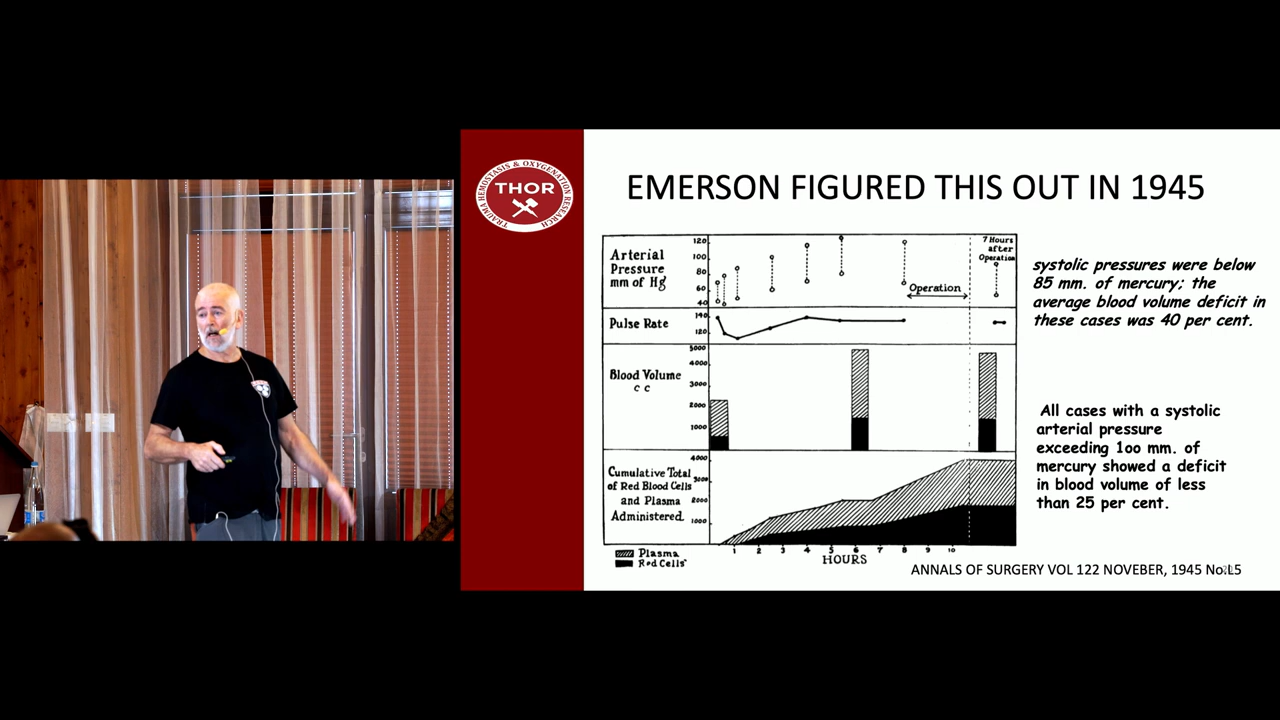 TRAUMA HEMOSTASIS & OXYGENATION RESEARCH
THOR
EMERSON FIGURED THIS OUT IN 1945
Arterial
Pressure
mm of Hg
120
100
80
60
40
7 Hours
after
Operation
Operation
Pulse Rate
140
120
Blood Volume
c c
5000
4000
3000
2000
1000
Cumulative Total
of Red Blood Cells
and Plasma
Administered
4000
3000
2000
1000
1 2 3 4 5 6 7 8 9 10
HOURS
Plasma
Red Cells
systolic pressures were below
85 mm. of mercury; the
average blood volume deficit in
these cases was 40 per cent.
All cases with a systolic
arterial pressure
exceeding 1oo mm. of
mercury showed a deficit
in blood volume of less
than 25 per cent.
ANNALS OF SURGERY VOL 122 NOVEBER, 1945